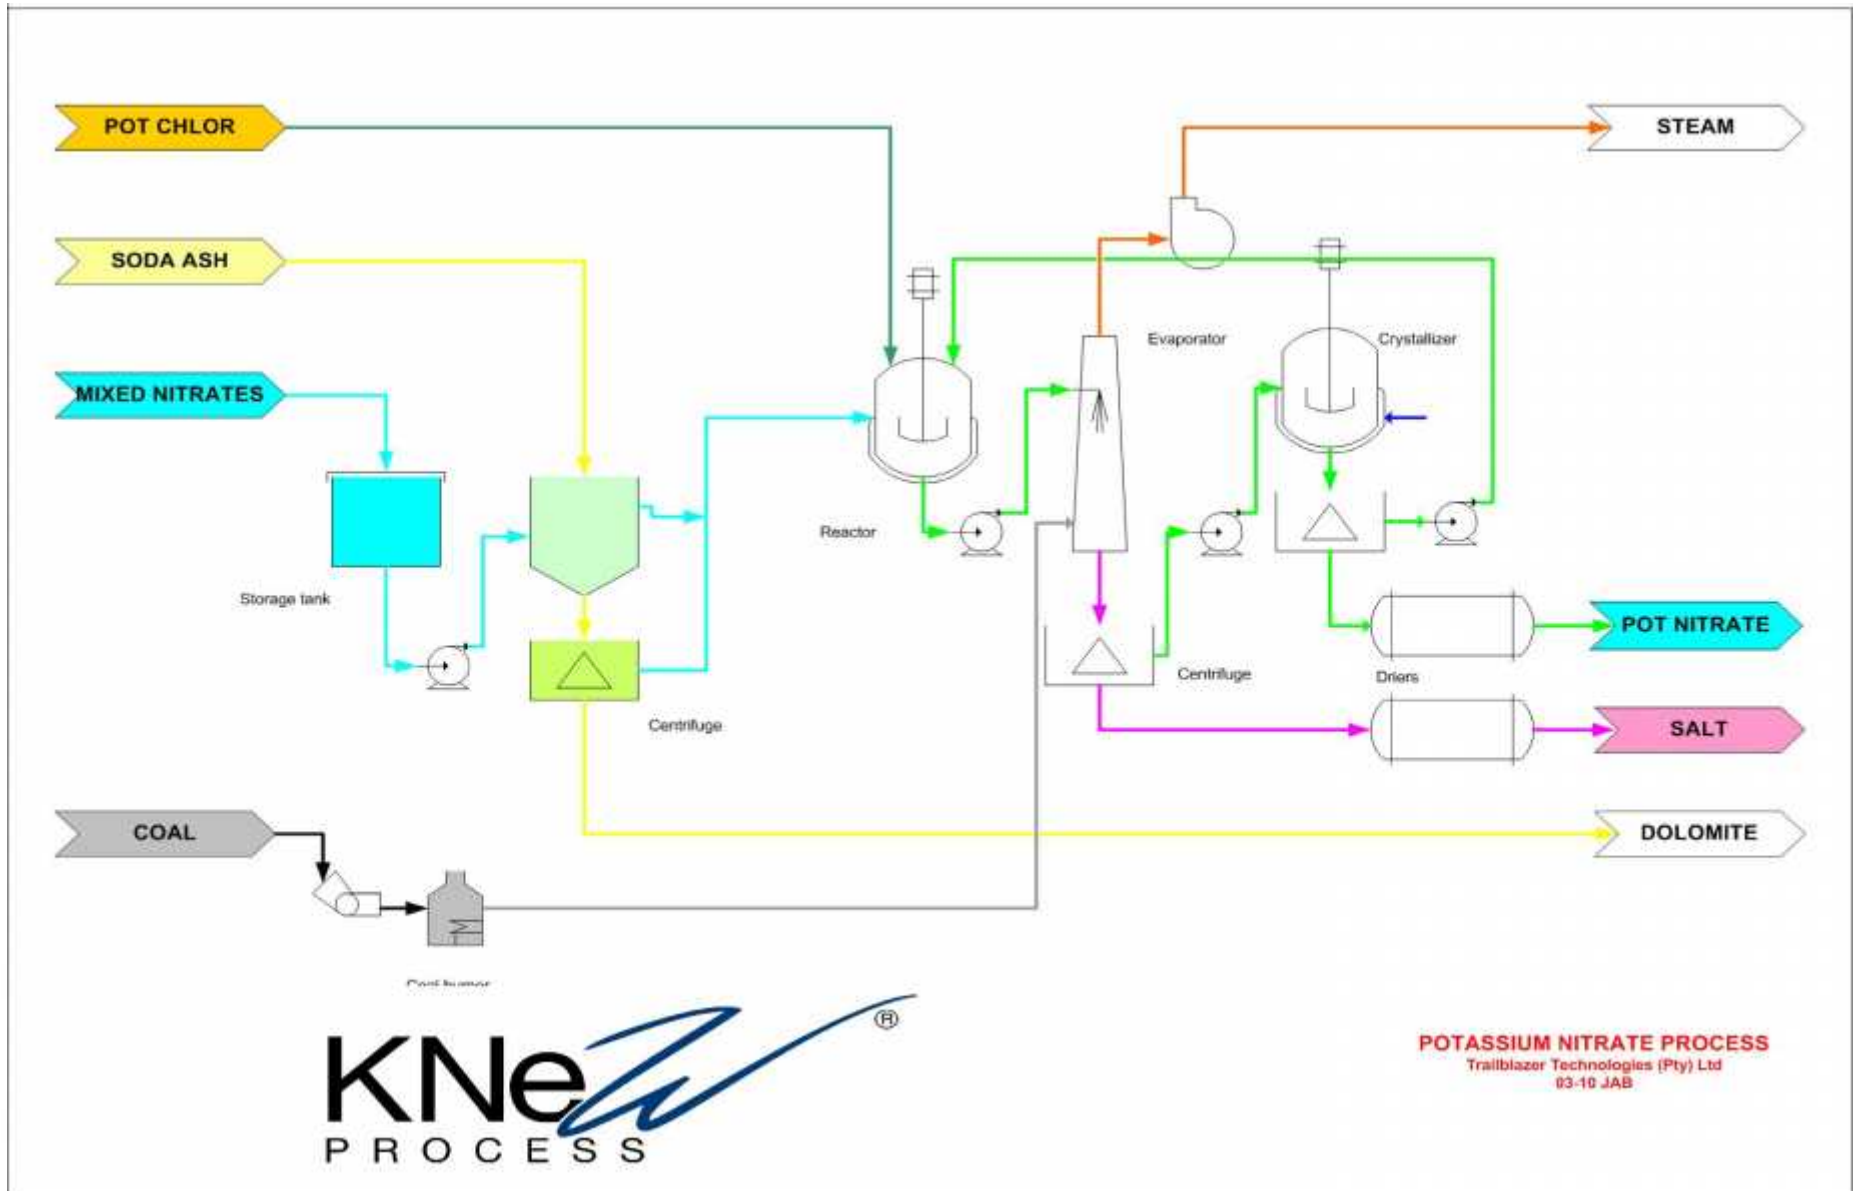 POT CHLOR
STEAM
SODA ASH
Evaporator
Crystallizer
MIXED NITRATES
Reactor
Storage tank
POT NITRATE
Centrifuge
Driers
Centrifuge
SALT
COAL
DOLOMITE
KNeW ®
PROCESS
POTASSIUM NITRATE PROCESS
Trailblazer Technologies (Pty) Ltd
03-10 JAB